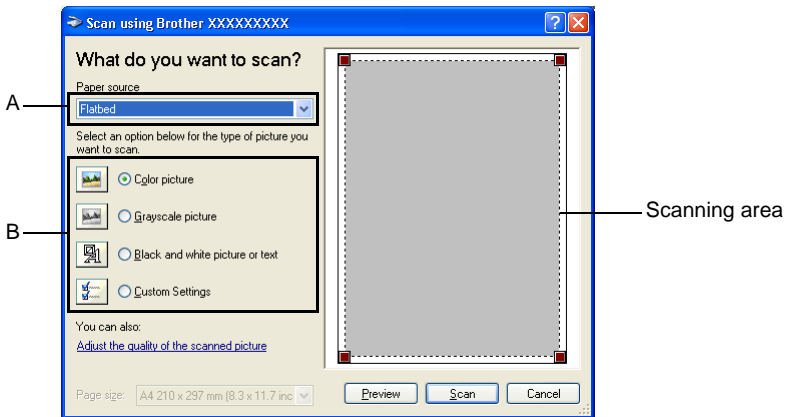 Scan using Brother XXXXXXXXX
What do you want to scan?
Paper source
A
Flatbed
Select an option below for the type of picture you
want to scan.
Color picture
Grayscale picture
B
Black and white picture or text
Custom Settings
You can also:
Adjust the quality of the scanned picture
Page size:
A4 210 x 297 mm (8.3 x 11.7 inc
Scanning area
Preview
Scan
Cancel